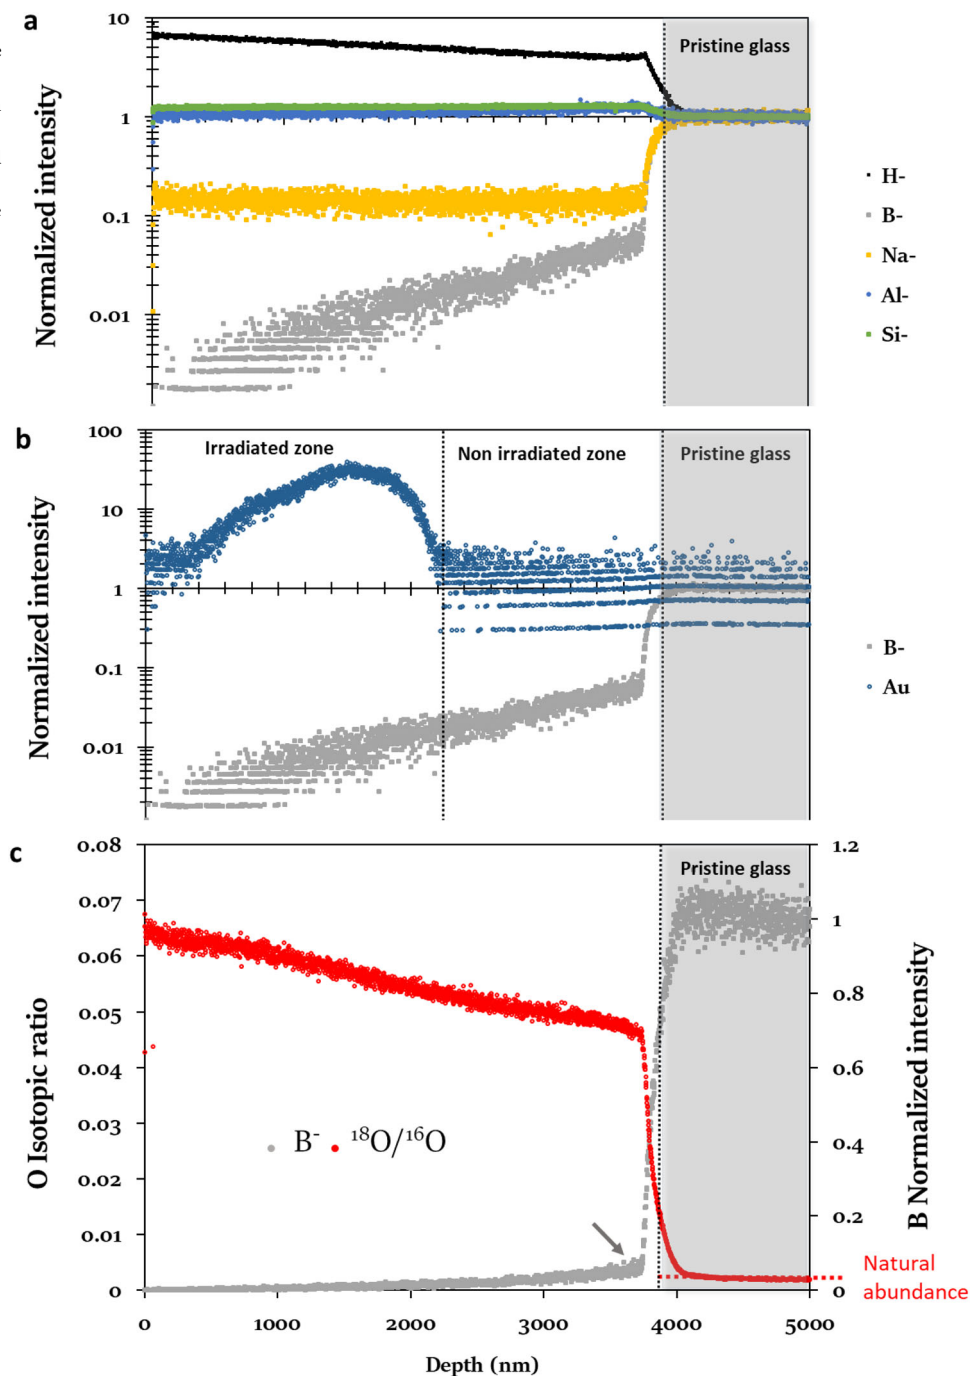 a
10
1
0.1
0.01
Normalized intensity
Pristine glass
H-
B-
Na-
Al-
Si-
b
100
10
1
0.1
0.01
Normalized intensity
Irradiated zone
Non irradiated zone
Pristine glass
B-
Au
c
0.08
0.07
0.06
0.05
0.04
0.03
0.02
0.01
0
O Isotopic ratio
Pristine glass
B⁻ ¹⁸O/¹⁶O
1.2
1
0.8
0.6
0.4
0.2
0
B Normalized intensity
Natural
abundance
0 1000 2000 3000 4000 5000
Depth (nm)